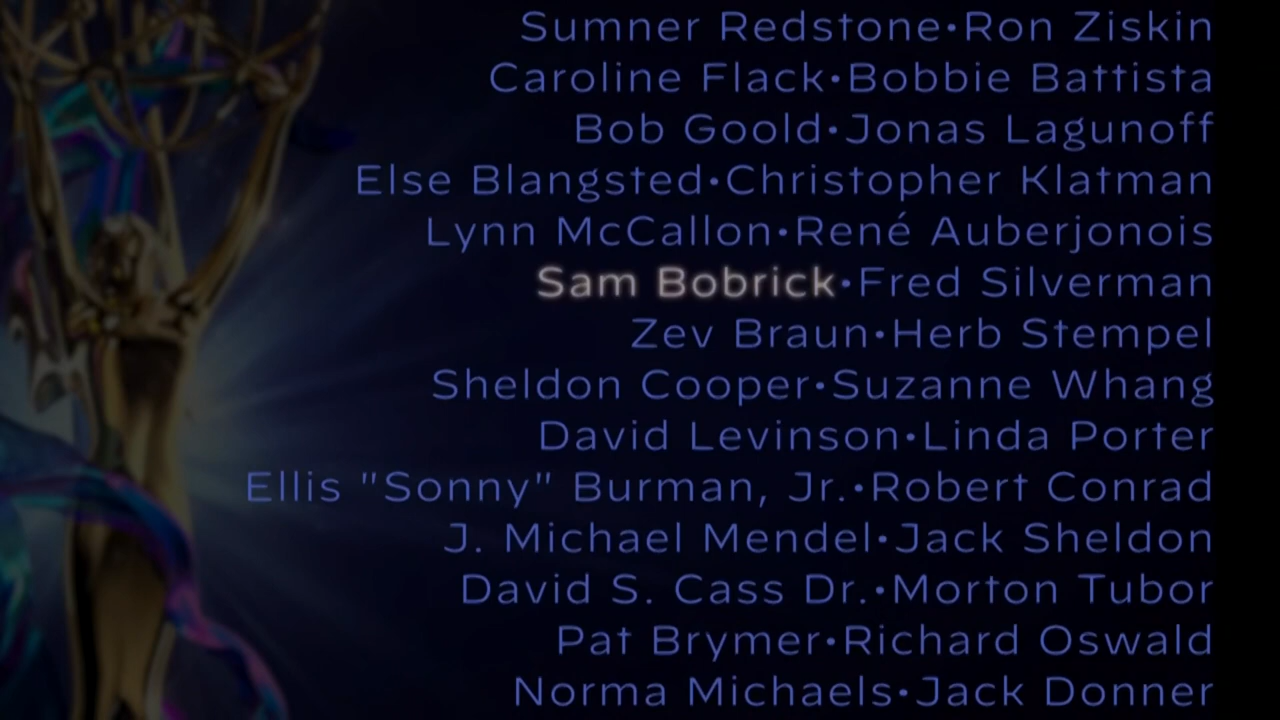 Sumner Redstone•Ron Ziskin
Caroline Flack•Bobbie Battista
Bob Goold•Jonas Lagunoff
Else Blangsted•Christopher Klatman
Lynn McCallon•René Auberjonois
Sam Bobrick•Fred Silverman
Zev Braun•Herb Stempel
Sheldon Cooper•Suzanne Whang
David Levinson•Linda Porter
Ellis "Sonny" Burman, Jr.•Robert Conrad
J. Michael Mendel•Jack Sheldon
David S. Cass Dr.•Morton Tubor
Pat Brymer•Richard Oswald
Norma Michaels•Jack Donner